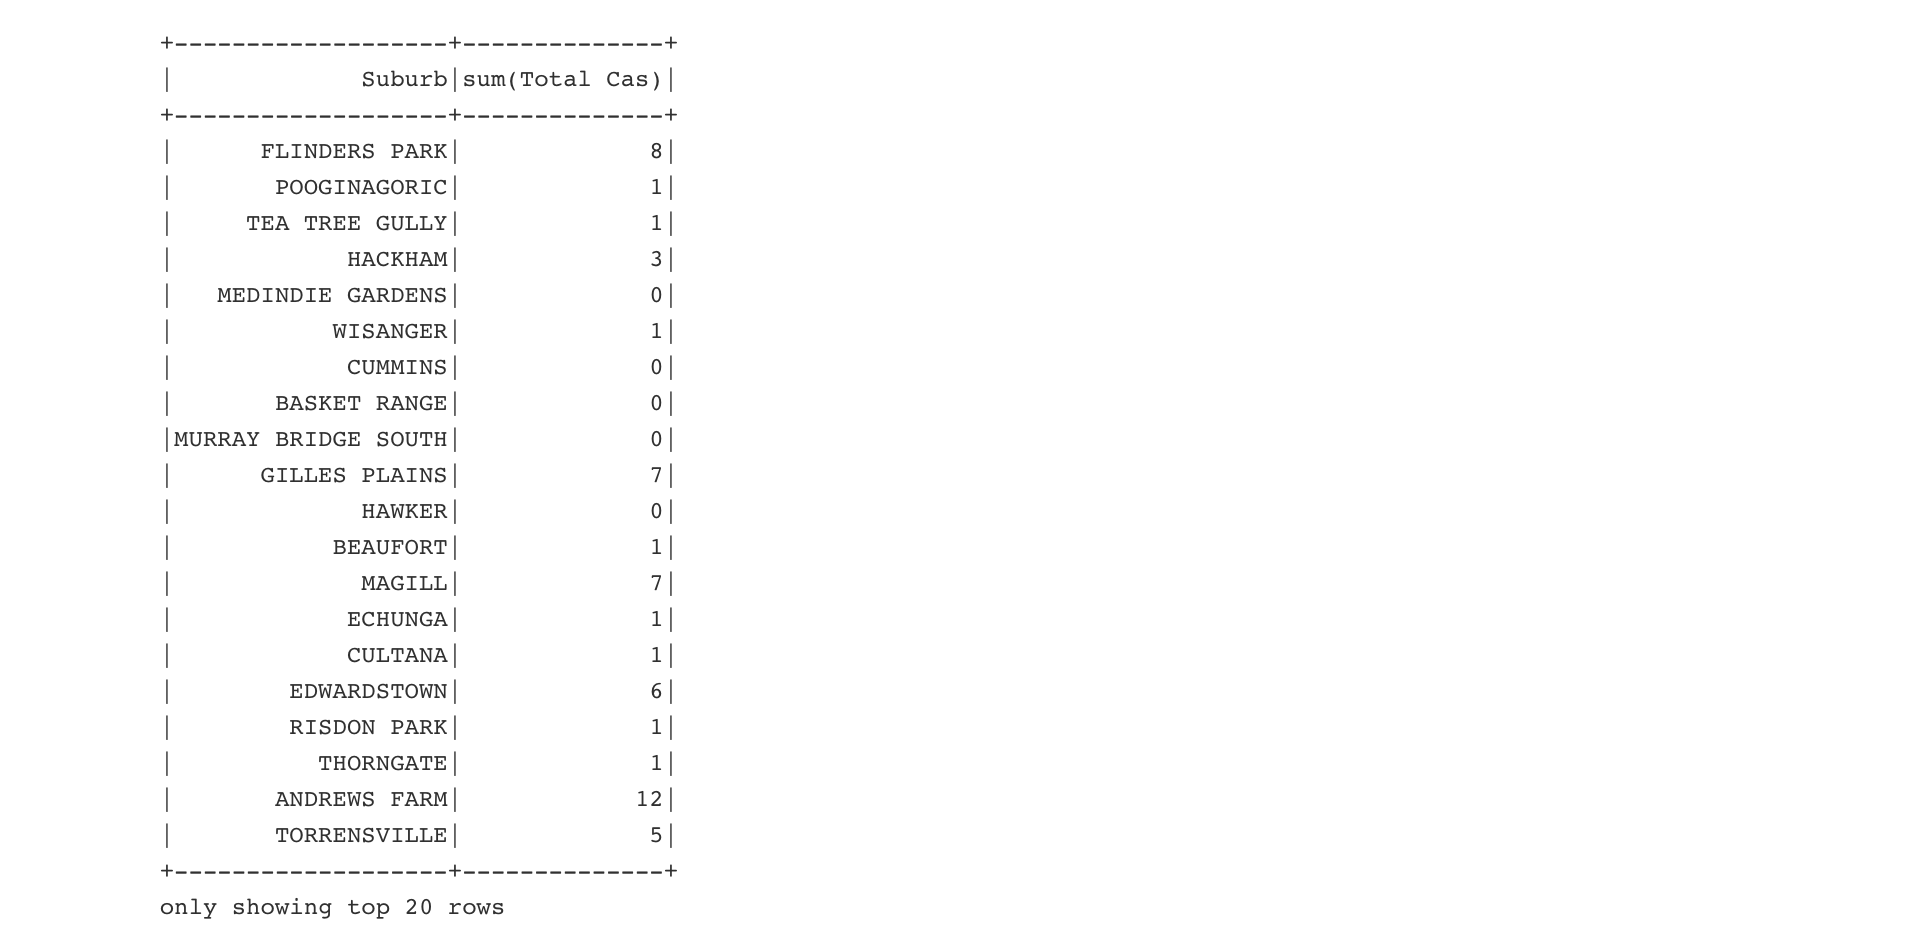 +-------------------+--------------+
|             Suburb|sum(Total Cas)|
+-------------------+--------------+
|      FLINDERS PARK|             8|
|       POOGINAGORIC|             1|
|     TEA TREE GULLY|             1|
|            HACKHAM|             3|
|   MEDINDIE GARDENS|             0|
|           WISANGER|             1|
|            CUMMINS|             0|
|       BASKET RANGE|             0|
|MURRAY BRIDGE SOUTH|             0|
|      GILLES PLAINS|             7|
|             HAWKER|             0|
|           BEAUFORT|             1|
|             MAGILL|             7|
|            ECHUNGA|             1|
|            CULTANA|             1|
|        EDWARDSTOWN|             6|
|        RISDON PARK|             1|
|          THORNGATE|             1|
|       ANDREWS FARM|            12|
|       TORRENSVILLE|             5|
+-------------------+--------------+
only showing top 20 rows